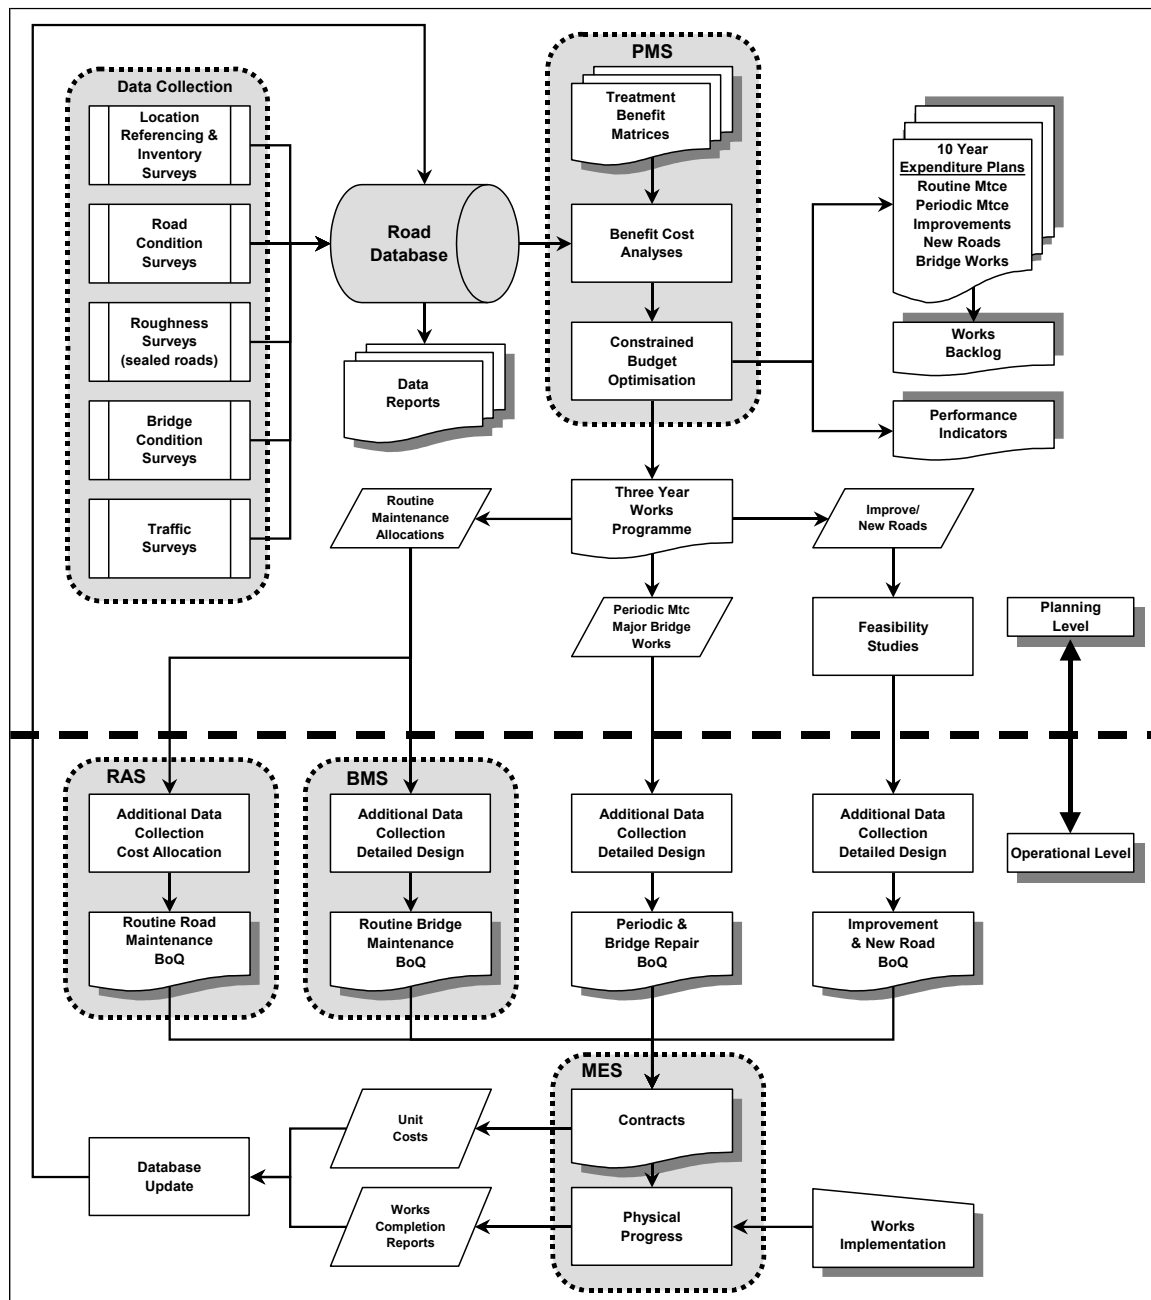 Data Collection
Location
Referencing &
Inventory
Surveys
Road
Condition
Surveys
Roughness
Surveys
(sealed roads)
Bridge
Condition
Surveys
Traffic
Surveys
Road
Database
Data
Reports
PMS
Treatment
Benefit
Matrices
Benefit Cost
Analyses
Constrained
Budget
Optimisation
10 Year
Expenditure Plans
Routine Mtce
Periodic Mtce
Improvements
New Roads
Bridge Works
Works
Backlog
Performance
Indicators
Routine
Maintenance
Allocations
Three Year
Works
Programme
Improve/
New Roads
Periodic Mtc
Major Bridge
Works
Feasibility
Studies
Planning
Level
RAS
Additional Data
Collection
Cost Allocation
Routine Road
Maintenance
BoQ
BMS
Additional Data
Collection
Detailed Design
Routine Bridge
Maintenance
BoQ
Additional Data
Collection
Detailed Design
Periodic &
Bridge Repair
BoQ
Additional Data
Collection
Detailed Design
Improvement
& New Road
BoQ
Operational Level
MES
Contracts
Physical
Progress
Unit
Costs
Works
Completion
Reports
Database
Update
Works
Implementation